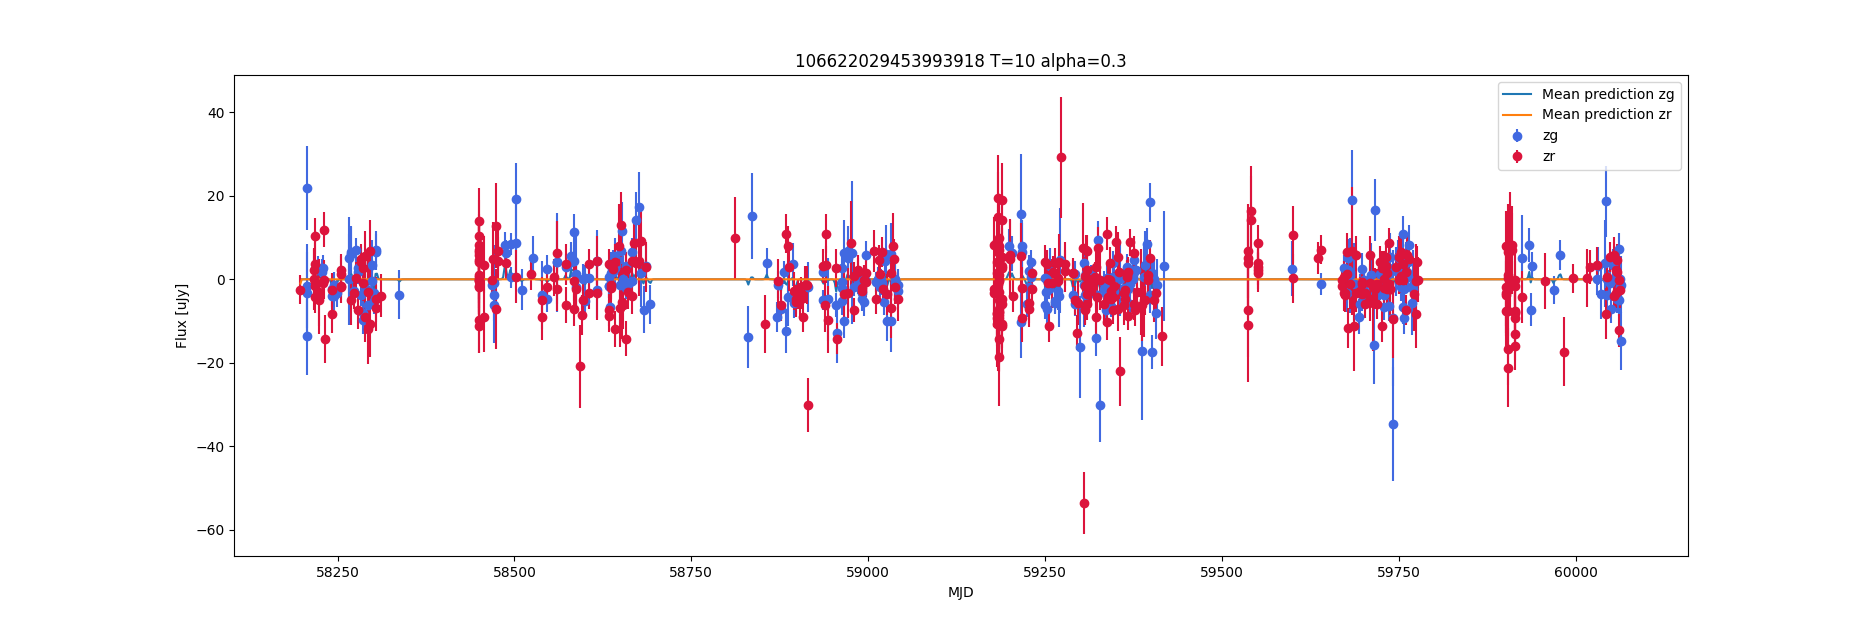 106622029453993918 T=10 alpha=0.3
Mean prediction zg
Mean prediction zr
zg
zr
Flux [uJy]
40
20
0
−20
−40
−60
58250 58500 58750 59000 59250 59500 59750 60000
MJD